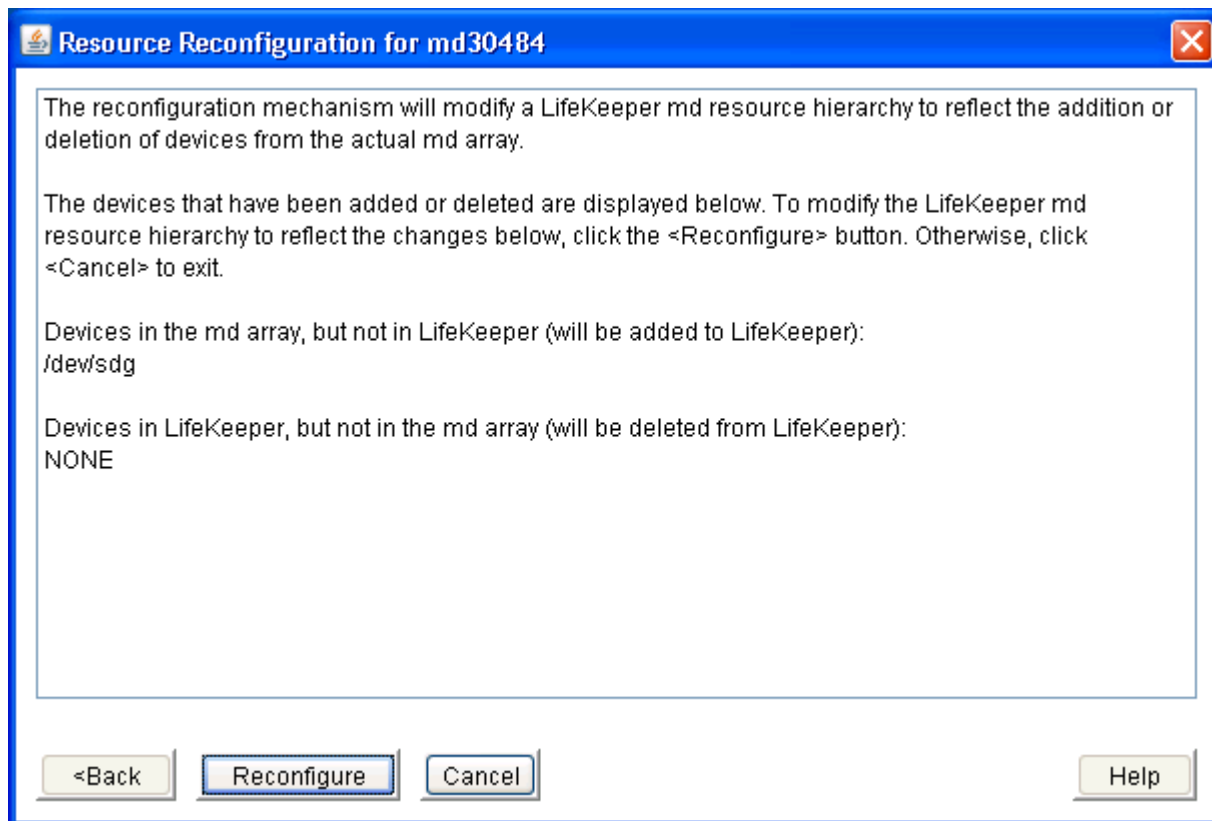 Resource Reconfiguration for md30484
The reconfiguration mechanism will modify a LifeKeeper md resource hierarchy to reflect the addition or
deletion of devices from the actual md array.
The devices that have been added or deleted are displayed below. To modify the LifeKeeper md
resource hierarchy to reflect the changes below, click the <Reconfigure> button. Otherwise, click
<Cancel> to exit.
Devices in the md array, but not in LifeKeeper (will be added to LifeKeeper):
/dev/sdg
Devices in LifeKeeper, but not in the md array (will be deleted from LifeKeeper):
NONE
<Back Reconfigure Cancel Help